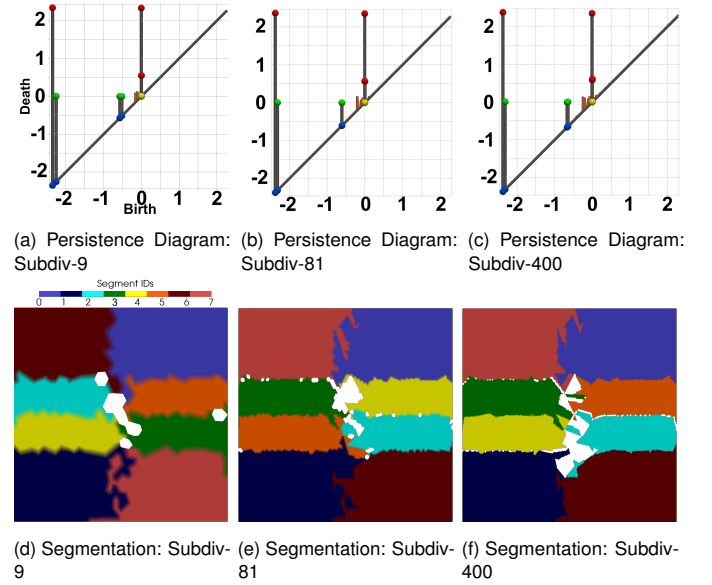 2
1
0
-1
-2
Death
-2 -1 0 1 2
Birth
2
1
0
-1
-2
-2 -1 0 1 2
2
1
0
-1
-2
-2 -1 0 1 2
(a) Persistence Diagram:
Subdiv-9
(b) Persistence Diagram:
Subdiv-81
(c) Persistence Diagram:
Subdiv-400
Segment IDs
0 1 2 3 4 5 6 7
(d) Segmentation: Subdiv-
9
(e) Segmentation: Subdiv-
81
(f) Segmentation: Subdiv-
400